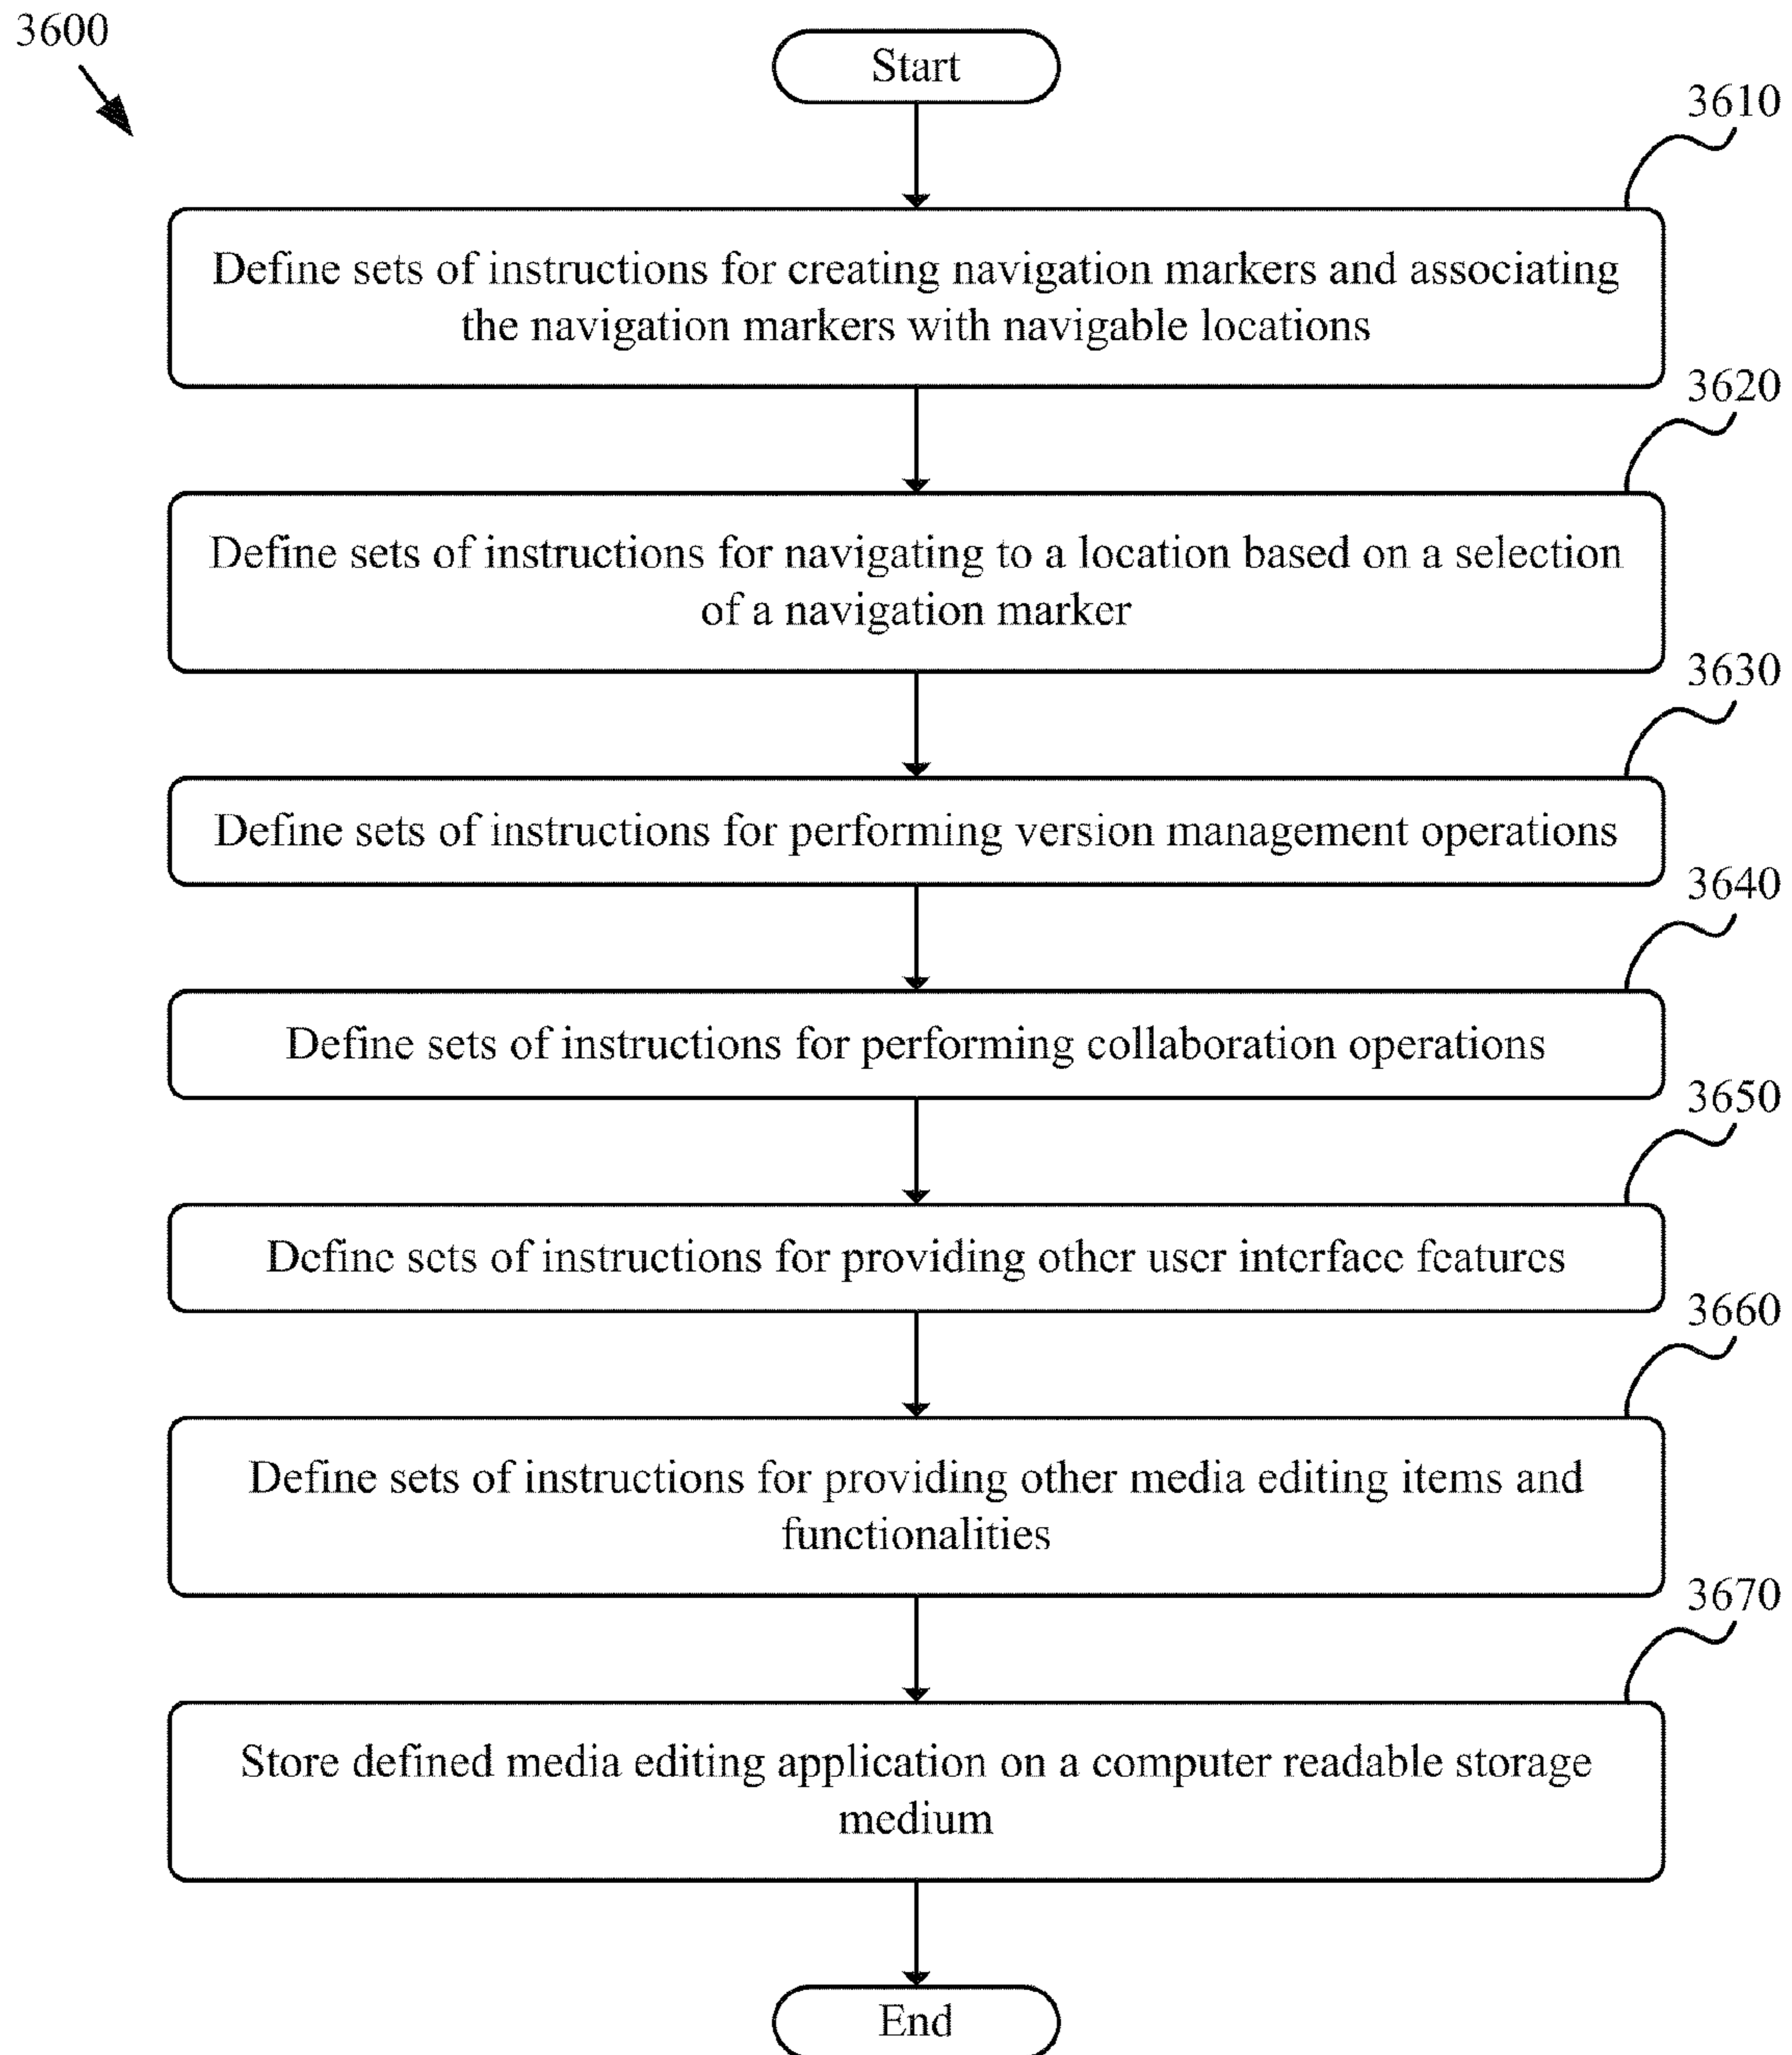 3600
Start
3610
Define sets of instructions for creating navigation markers and associating
the navigation markers with navigable locations
3620
Define sets of instructions for navigating to a location based on a selection
of a navigation marker
3630
Define sets of instructions for performing version management operations
3640
Define sets of instructions for performing collaboration operations
3650
Define sets of instructions for providing other user interface features
3660
Define sets of instructions for providing other media editing items and
functionalities
3670
Store defined media editing application on a computer readable storage
medium
End